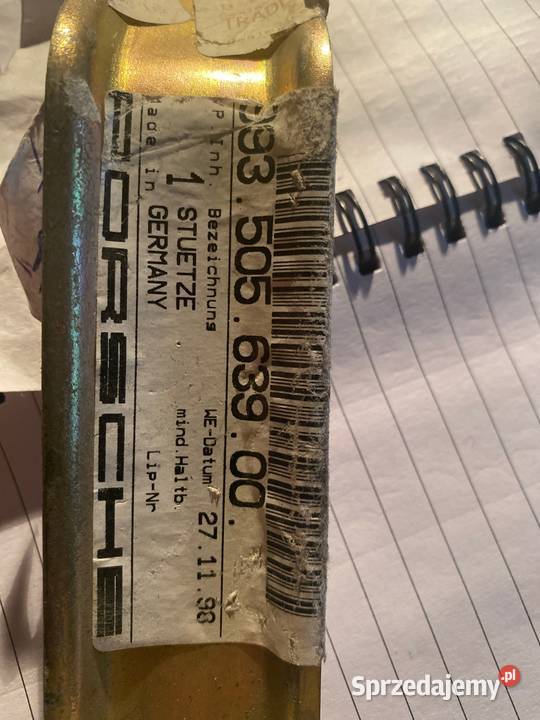 TRADE
993.505.639.00.
P.Inh. Bezeichnung WE-Datum
1 STUETZE 27.11.98
mind.Haltb.
Made in GERMANY Lip-Nr
PORSCHE
Sprzedajemy.pl